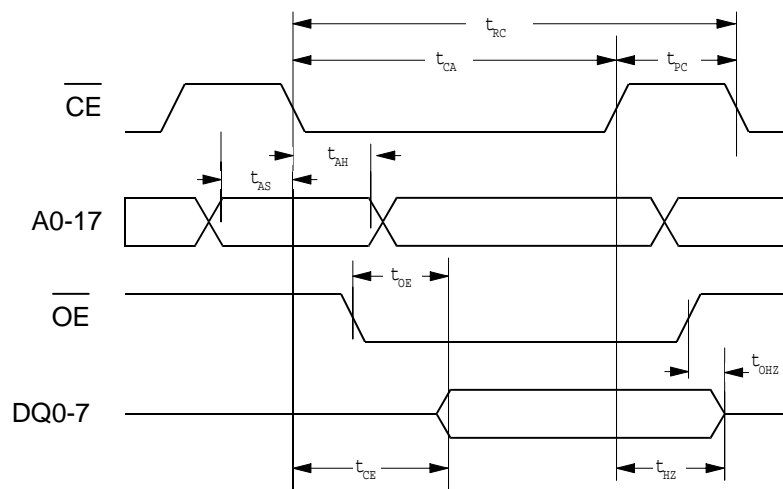 tRC
tCA
tPC
CE
tAH
tAS
A0-17
tOE
OE
tOHZ
DQ0-7
tCE
tHZ